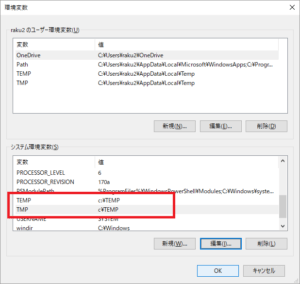 環境変数
raku2 のユーザー環境変数(U)
変数 値
OneDrive C:¥Users¥raku2¥OneDrive
Path C:¥Users¥raku2¥AppData¥Local¥Microsoft¥WindowsApps;C:¥Progr...
TEMP C:¥Users¥raku2¥AppData¥Local¥Temp
TMP C:¥Users¥raku2¥AppData¥Local¥Temp
新規(N)... 編集(E)... 削除(D)
システム環境変数(S)
変数 値
PROCESSOR_LEVEL 6
PROCESSOR_REVISION 170a
PSModulePath %ProgramFiles%¥WindowsPowerShell¥Modules;C:¥Windows¥syste...
TEMP c:¥TEMP
TMP c:¥TEMP
USERNAME SYSTEM
windir C:¥Windows
新規(W)... 編集(I)... 削除(L)
OK キャンセル